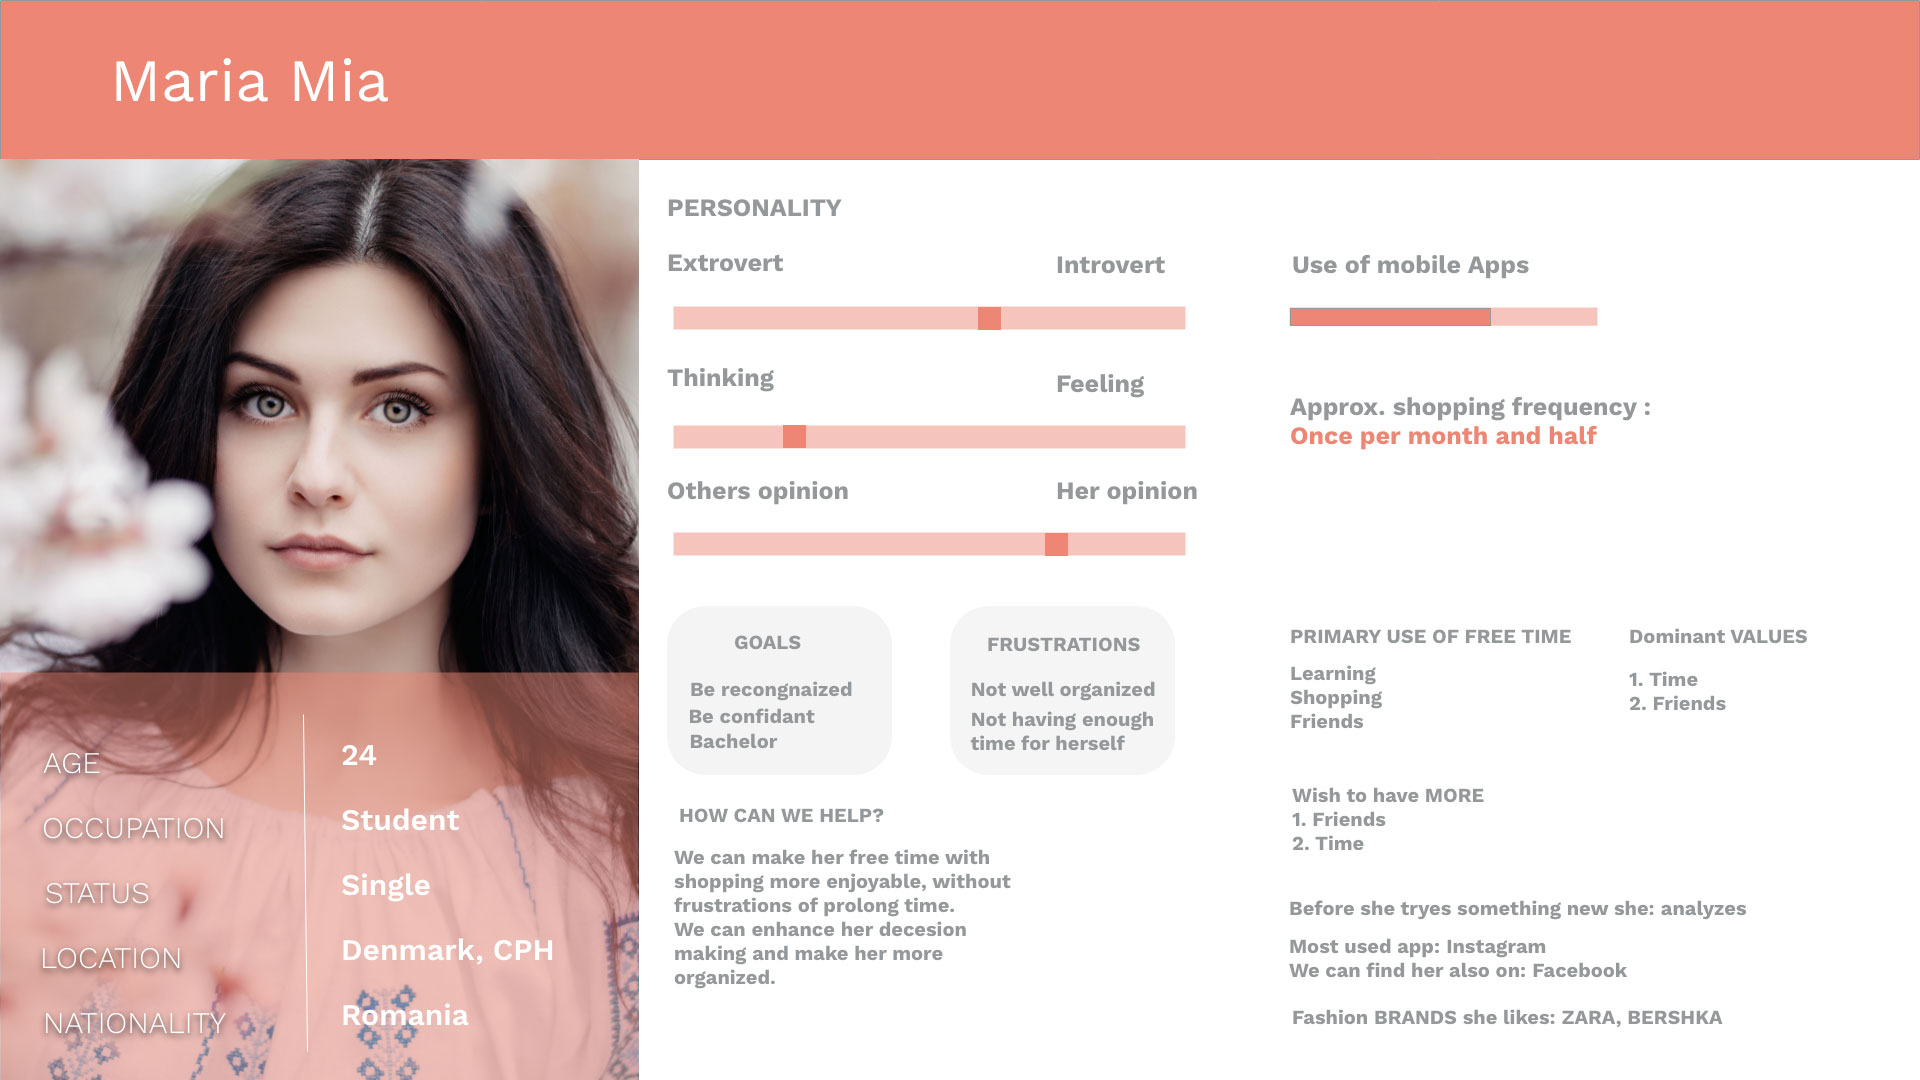 Maria Mia
AGE
24
OCCUPATION
Student
STATUS
Single
LOCATION
Denmark, CPH
NATIONALITY
Romania
PERSONALITY
Extrovert
Introvert
Thinking
Feeling
Others opinion
Her opinion
GOALS
Be recongnaized
Be confidant
Bachelor
FRUSTRATIONS
Not well organized
Not having enough
time for herself
HOW CAN WE HELP?
We can make her free time with
shopping more enjoyable, without
frustrations of prolong time.
We can enhance her decesion
making and make her more
organized.
Use of mobile Apps
Approx. shopping frequency :
Once per month and half
PRIMARY USE OF FREE TIME
Learning
Shopping
Friends
Dominant VALUES
1. Time
2. Friends
Wish to have MORE
1. Friends
2. Time
Before she tryes something new she: analyzes
Most used app: Instagram
We can find her also on: Facebook
Fashion BRANDS she likes: ZARA, BERSHKA